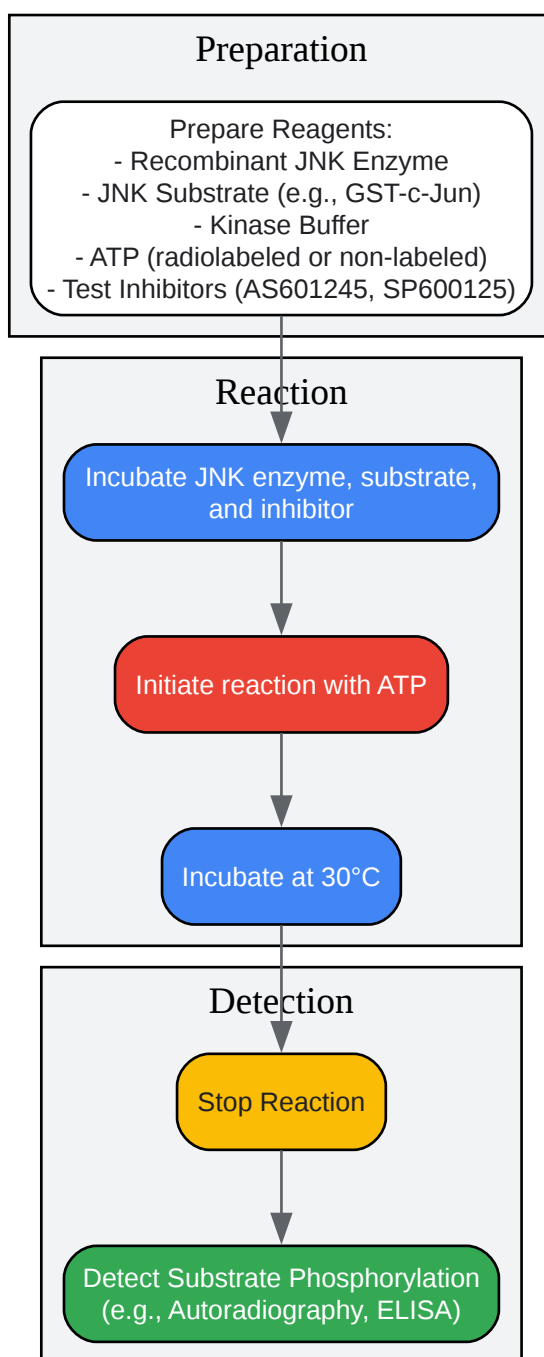 Preparation
Prepare Reagents:
- Recombinant JNK Enzyme
- JNK Substrate (e.g., GST-c-Jun)
- Kinase Buffer
- ATP (radiolabeled or non-labeled)
- Test Inhibitors (AS601245, SP600125)
Reaction
Incubate JNK enzyme, substrate,
and inhibitor
Initiate reaction with ATP
Incubate at 30°C
Detection
Stop Reaction
Detect Substrate Phosphorylation
(e.g., Autoradiography, ELISA)